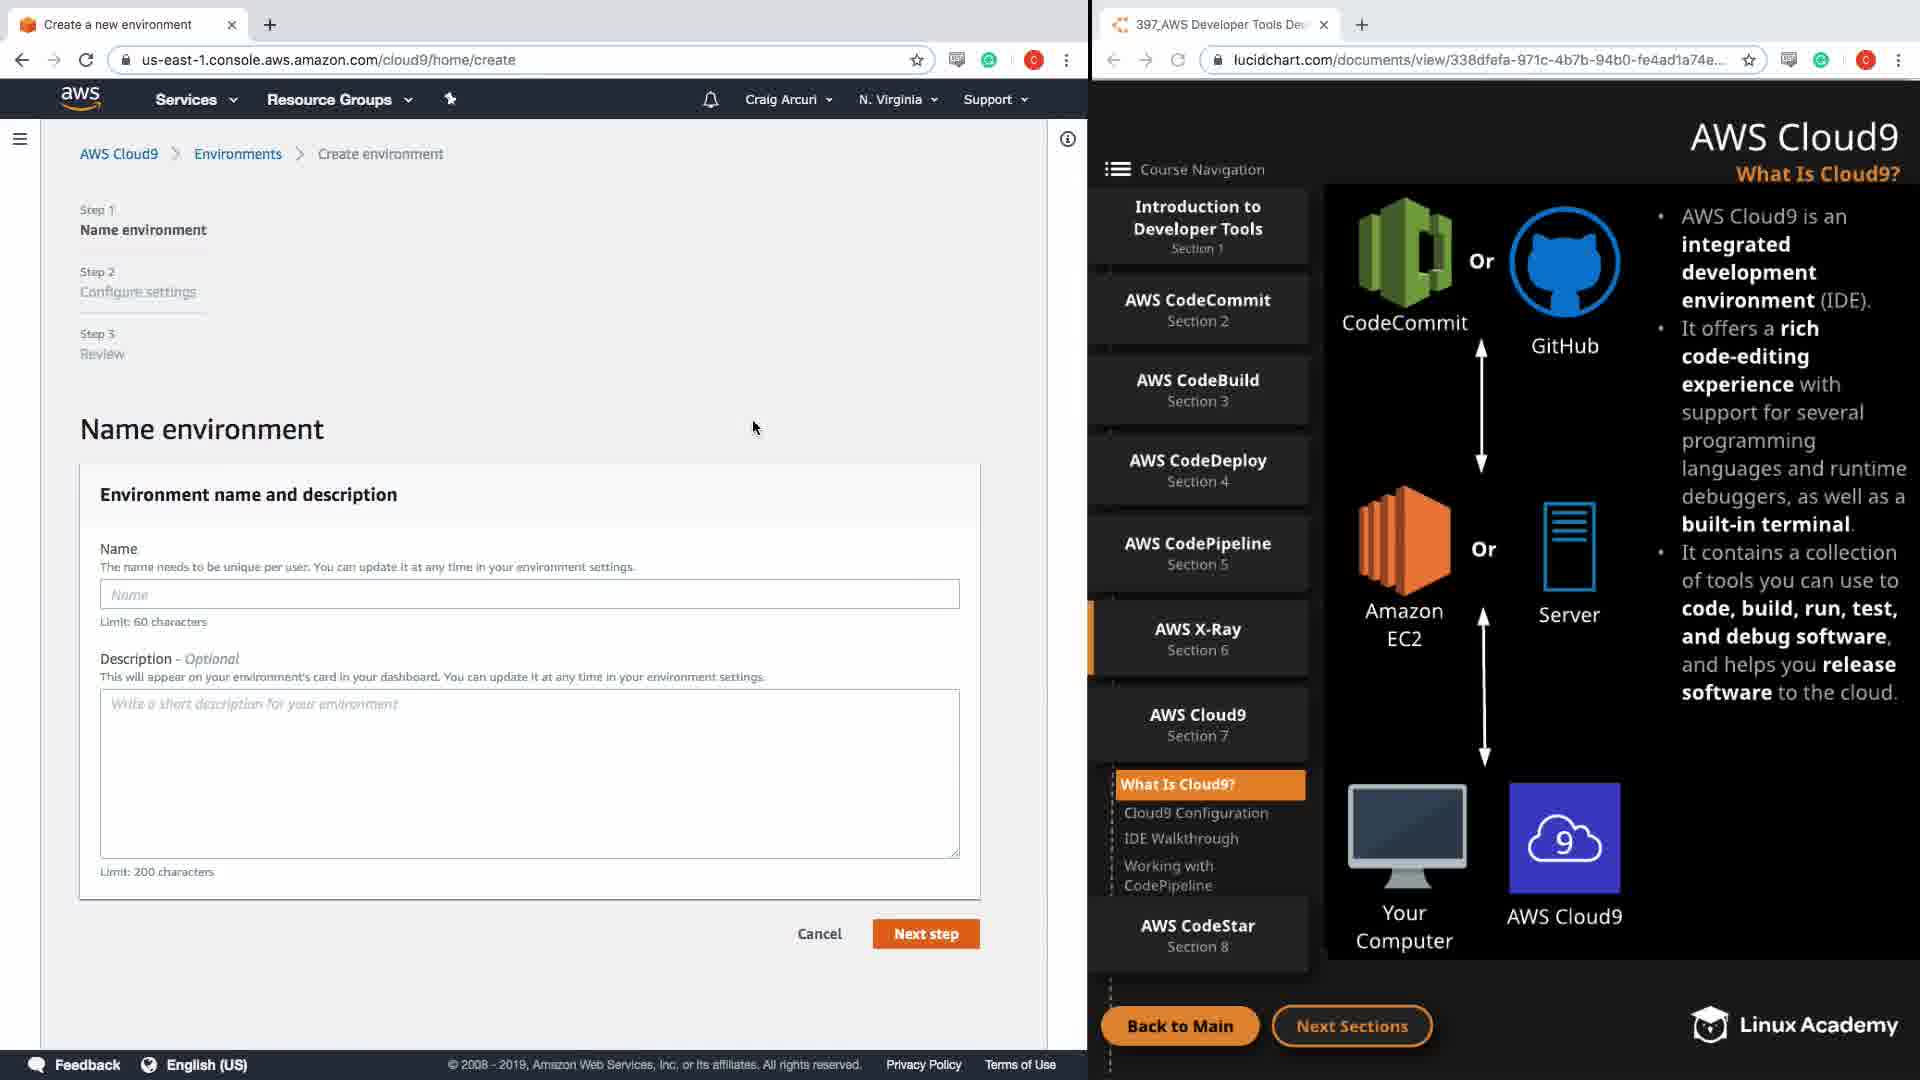 Create a new environment
us-east-1.console.aws.amazon.com/cloud9/home/create
C
aws
Services
Resource Groups
Craig Arcuri
N. Virginia
Support
AWS Cloud9
Environments
Create environment
Step 1
Name environment
Step 2
Configure settings
Step 3
Review
Name environment
Environment name and description
Name
The name needs to be unique per user. You can update it at any time in your environment settings.
Name
Limit: 60 characters
Description - Optional
This will appear on your environment's card in your dashboard. You can update it at any time in your environment settings.
Write a short description for your environment
Limit: 200 characters
Cancel
Next step
Feedback
English (US)
© 2008 - 2019, Amazon Web Services, Inc. or its affiliates. All rights reserved.
Privacy Policy
Terms of Use
397_AWS Developer Tools Dev
lucidchart.com/documents/view/338dfefa-971c-4b7b-94b0-fe4ad1a74e...
C
AWS Cloud9
What Is Cloud9?
Course Navigation
Introduction to
Developer Tools
Section 1
AWS CodeCommit
Section 2
AWS CodeBuild
Section 3
AWS CodeDeploy
Section 4
AWS CodePipeline
Section 5
AWS X-Ray
Section 6
AWS Cloud9
Section 7
What Is Cloud9?
Cloud9 Configuration
IDE Walkthrough
Working with
CodePipeline
AWS CodeStar
Section 8
Back to Main
Next Sections
CodeCommit
Or
GitHub
Amazon
EC2
Or
Server
Your
Computer
9
AWS Cloud9
• AWS Cloud9 is an
integrated
development
environment (IDE).
• It offers a rich
code-editing
experience with
support for several
programming
languages and runtime
debuggers, as well as a
built-in terminal.
• It contains a collection
of tools you can use to
code, build, run, test,
and debug software,
and helps you release
software to the cloud.
Linux Academy